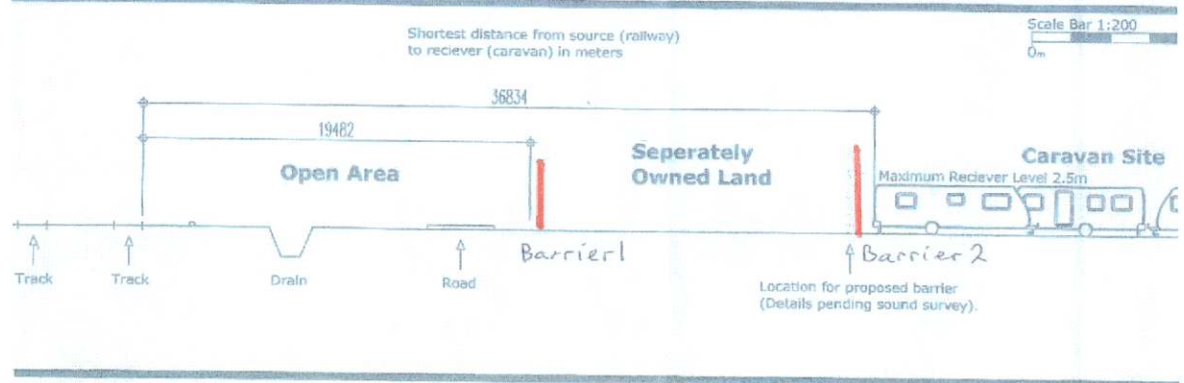 Shortest distance from source (railway)
to reciever (caravan) in meters
Scale Bar 1:200
0m
36834
19482
Open Area
Seperately
Owned Land
Caravan Site
Maximum Reciever Level 2.5m
Barrier 1
Barrier 2
Track
Track
Drain
Road
Location for proposed barrier
(Details pending sound survey).